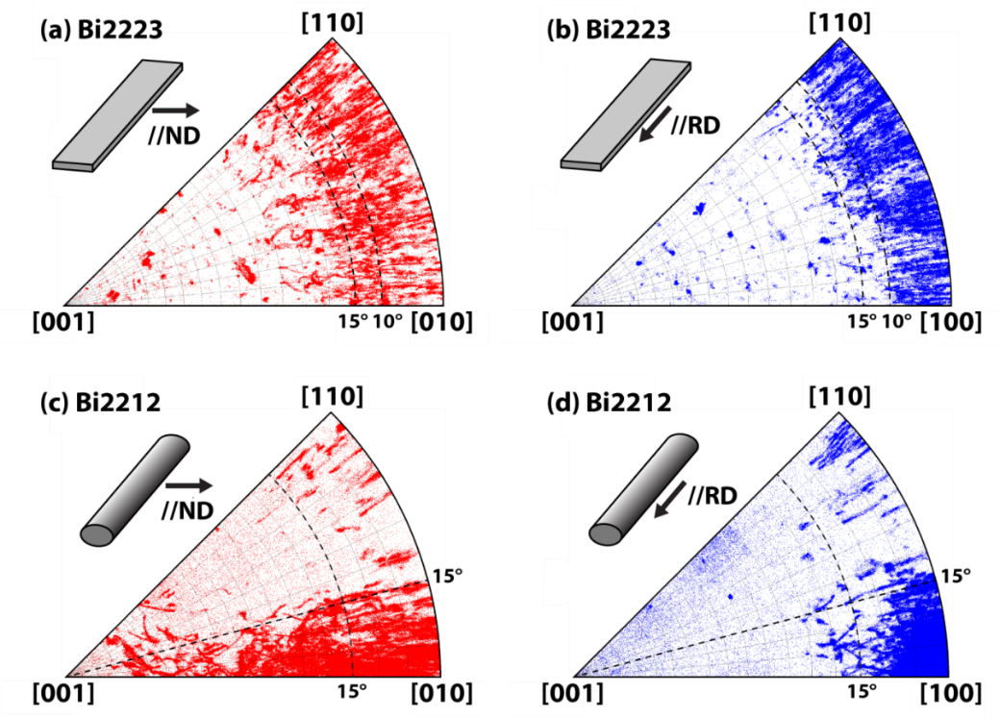 (a) Bi2223
[110]
//ND
[001]
15° 10° [010]
(b) Bi2223
[110]
//RD
[001]
15° 10° [100]
(c) Bi2212
[110]
//ND
15°
[001]
15°
[010]
(d) Bi2212
[110]
//RD
15°
[001]
15°
[100]